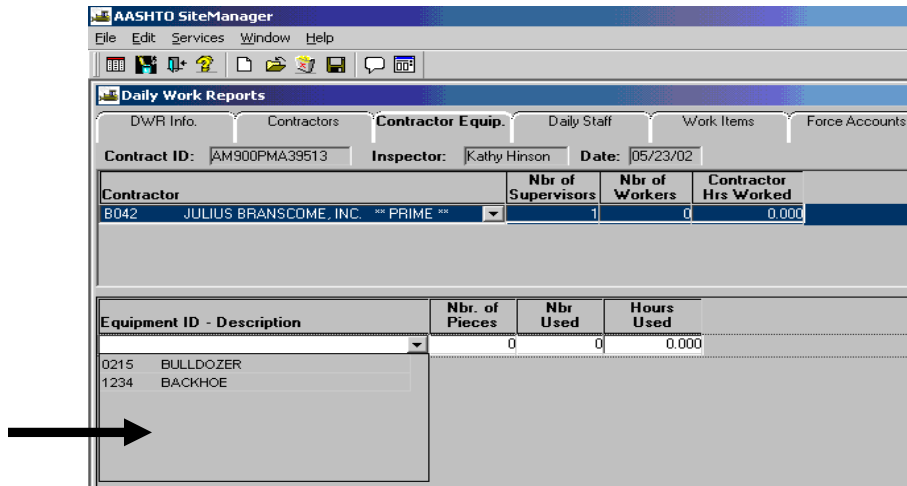 AASHTO SiteManager
File Edit Services Window Help
Daily Work Reports
DWR Info. Contractors Contractor Equip. Daily Staff Work Items Force Accounts
Contract ID: AM900PMA39513 Inspector: Kathy Hinson Date: 05/23/02
Contractor Nbr of Supervisors Nbr of Workers Contractor Hrs Worked
B042 JULIUS BRANSCOME, INC. ** PRIME ** 1 0 0.000
Equipment ID - Description Nbr. of Pieces Nbr Used Hours Used
0 0 0.000
0215 BULLDOZER
1234 BACKHOE